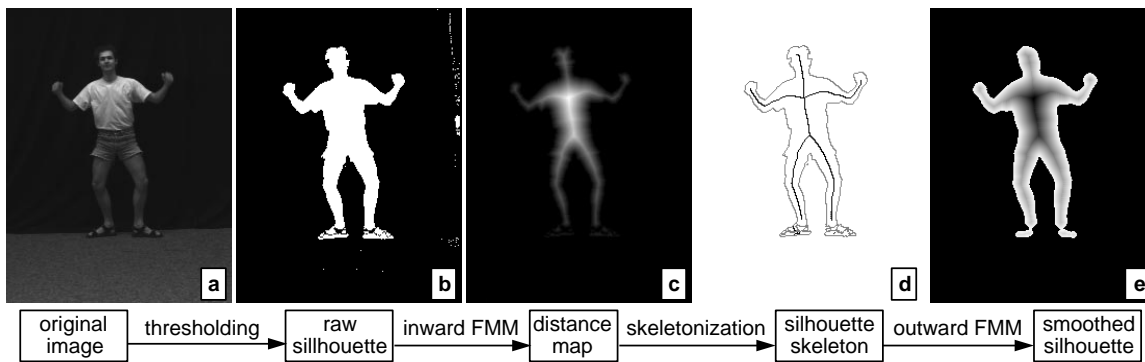 a
b
c
d
e
original image
thresholding
raw sillhouette
inward FMM
distance map
skeletonization
silhouette skeleton
outward FMM
smoothed silhouette